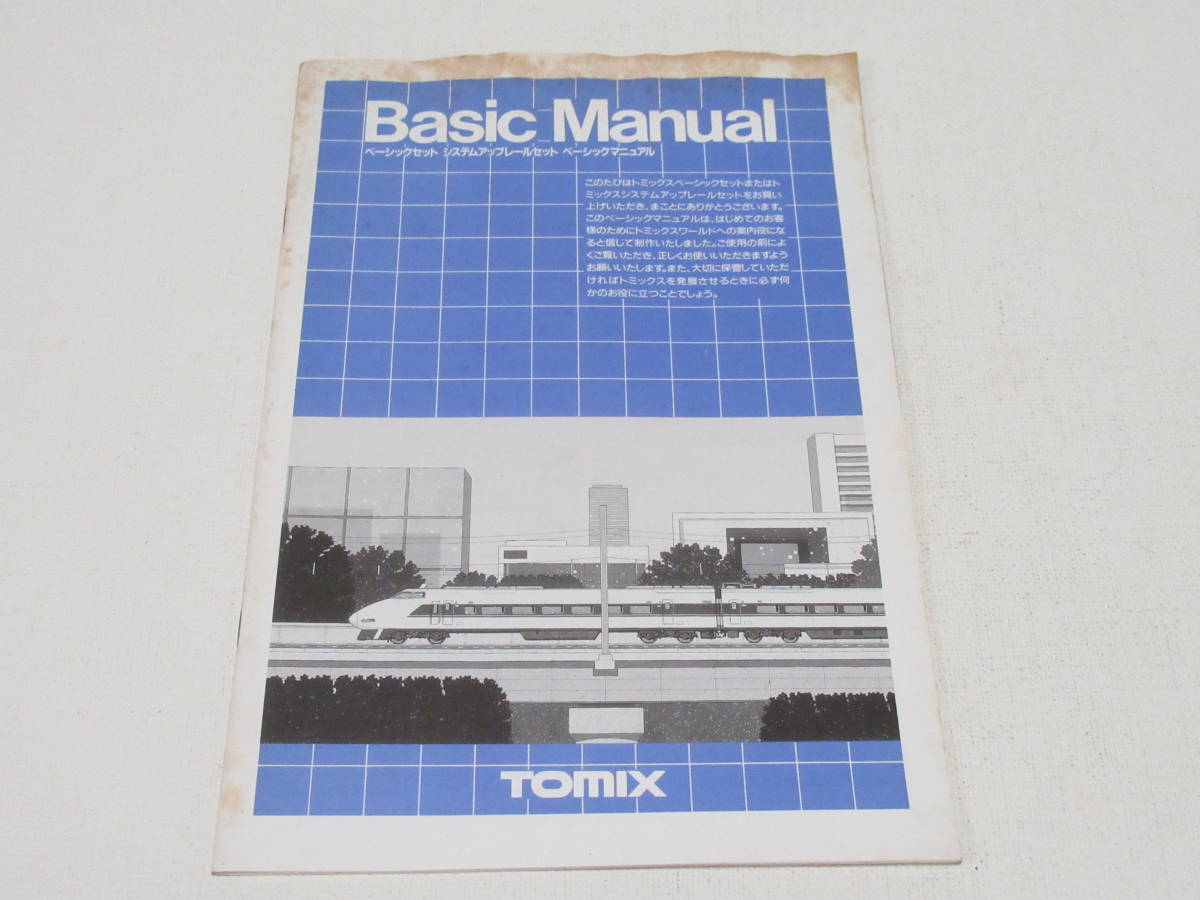 Basic Manual
ベーシックセット システムアップレールセット ベーシックマニュアル
このたびはトミックスベーシックセットまたはト
ミックスシステムアップレールセットをお買い
上げいただき、まことにありがとうございます。
このベーシックマニュアルは、はじめてのお客
様のためにトミックスワールドへの案内役にな
ると信じて制作いたしました。ご使用の前によ
くご覧いただき、正しくお使いいただきますよう
お願いいたします。また、大切に保管していただ
ければトミックスを発展させるときに必ず何
かのお役に立つことでしょう。
TOMIX